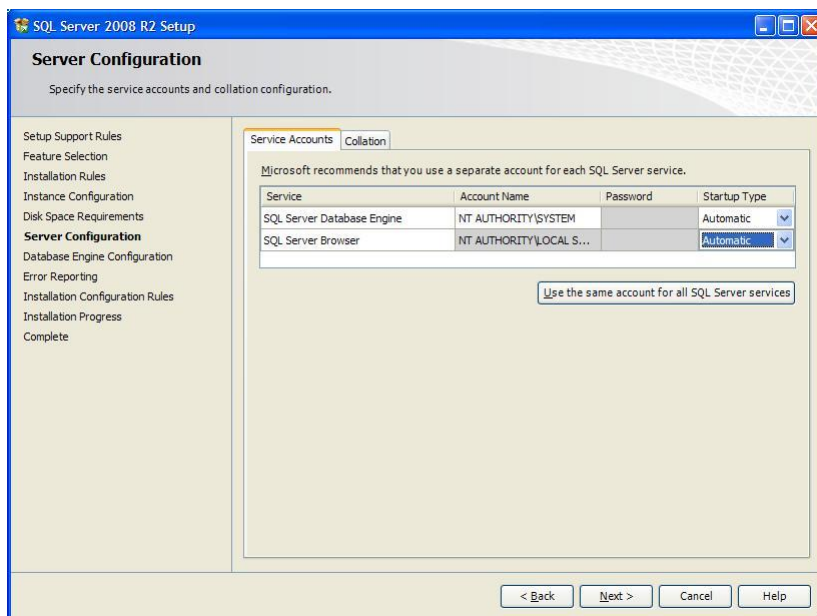 SQL Server 2008 R2 Setup
Server Configuration
Specify the service accounts and collation configuration.
Setup Support Rules
Feature Selection
Installation Rules
Instance Configuration
Disk Space Requirements
Server Configuration
Database Engine Configuration
Error Reporting
Installation Configuration Rules
Installation Progress
Complete
Service Accounts Collation
Microsoft recommends that you use a separate account for each SQL Server service.
Service Account Name Password Startup Type
SQL Server Database Engine NT AUTHORITY\SYSTEM Automatic
SQL Server Browser NT AUTHORITY\LOCAL S... Automatic
Use the same account for all SQL Server services
< Back Next > Cancel Help